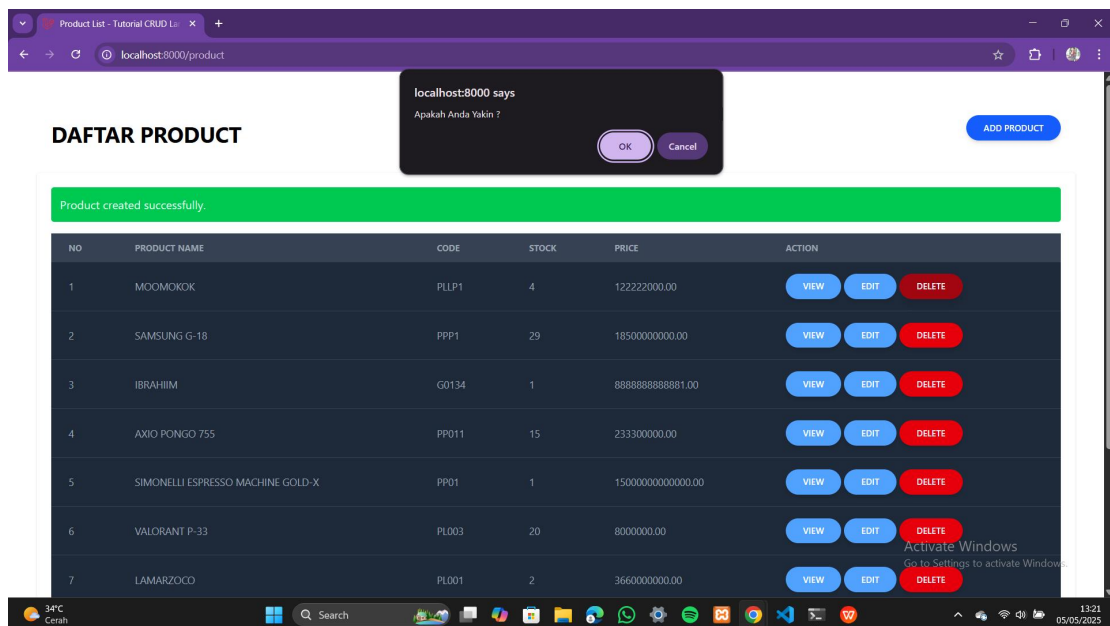 Product List - Tutorial CRUD La
localhost:8000/product
localhost:8000 says
Apakah Anda Yakin ?
OK Cancel
DAFTAR PRODUCT
ADD PRODUCT
Product created successfully.
NO PRODUCT NAME CODE STOCK PRICE ACTION
1 MOOMOKOK PLLP1 4 122222000.00 VIEW EDIT DELETE
2 SAMSUNG G-18 PPP1 29 18500000000.00 VIEW EDIT DELETE
3 IBRAHIIM G0134 1 8888888888881.00 VIEW EDIT DELETE
4 AXIO PONGO 755 PP011 15 233300000.00 VIEW EDIT DELETE
5 SIMONELLI ESPRESSO MACHINE GOLD-X PP01 1 15000000000000.00 VIEW EDIT DELETE
6 VALORANT P-33 PL003 20 8000000.00 VIEW EDIT DELETE
Activate Windows
Go to Settings to activate Windows.
7 LAMARZOCO PL001 2 3660000000.00 VIEW EDIT DELETE
34°C
Cerah
Search
13:21
05/05/2025